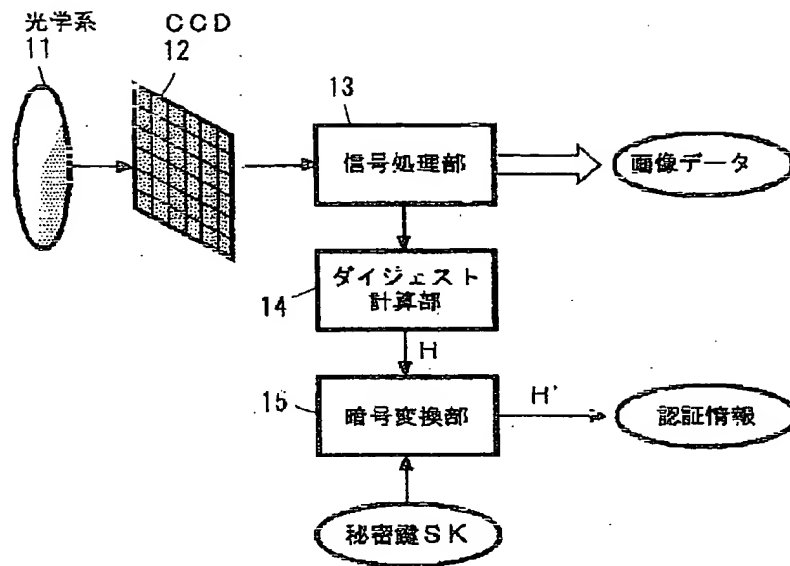 光学系
11
CCD
12
13
信号処理部
画像データ
14
ダイジェスト
計算部
H
15
暗号変換部
H'
認証情報
秘密鍵SK